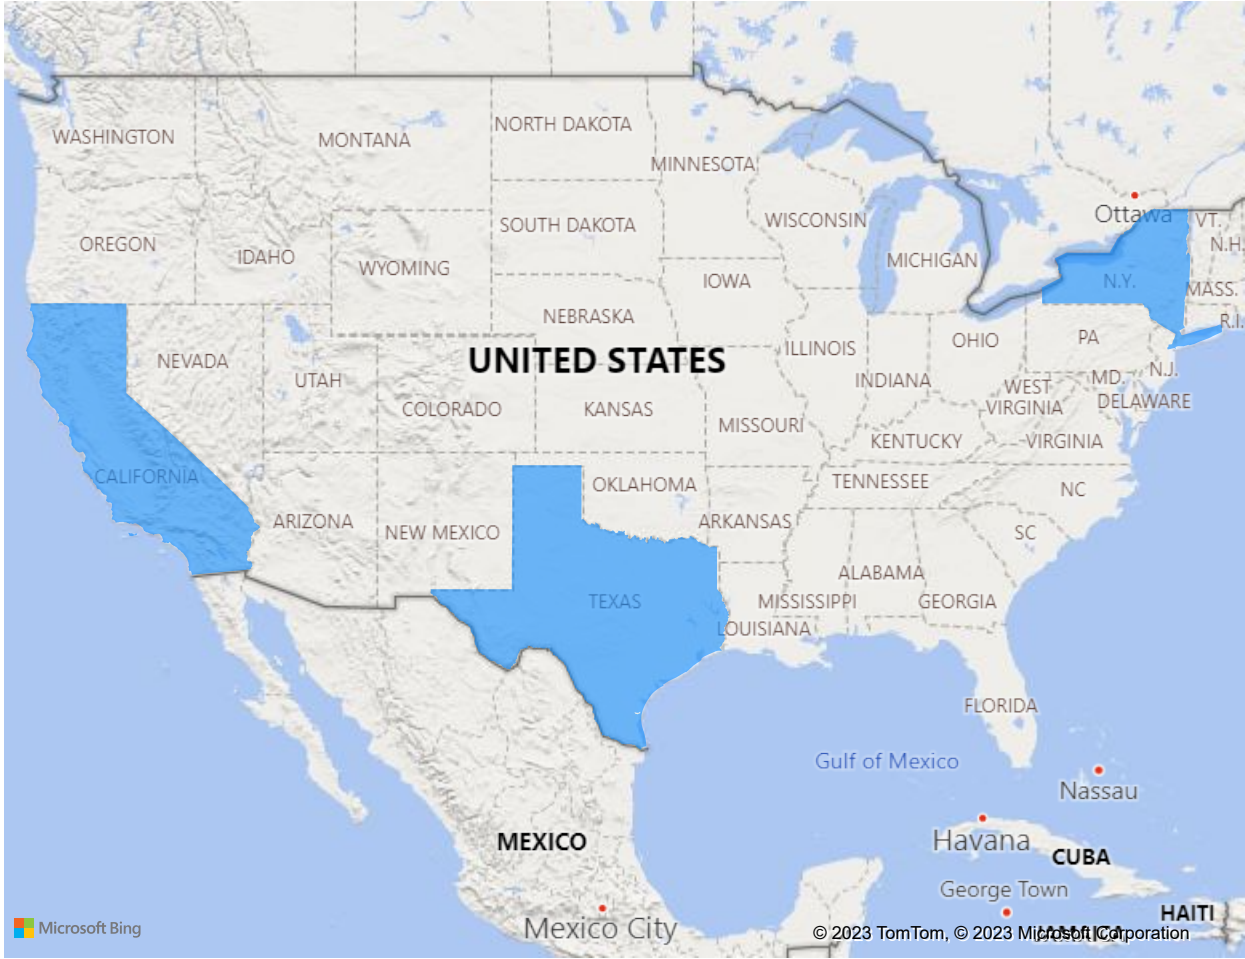 WASHINGTON
MONTANA
NORTH DAKOTA
MINNESOTA
Ottawa
VT.
OREGON
IDAHO
WYOMING
SOUTH DAKOTA
WISCONSIN
MICHIGAN
N.H.
IOWA
N.Y.
MASS.
NEBRASKA
R.I.
NEVADA
UTAH
UNITED STATES
ILLINOIS
OHIO
PA
N.J.
INDIANA
MD.
COLORADO
KANSAS
WEST
VIRGINIA
DELAWARE
MISSOURI
KENTUCKY
VIRGINIA
CALIFORNIA
OKLAHOMA
TENNESSEE
NC
ARIZONA
NEW MEXICO
ARKANSAS
SC
ALABAMA
TEXAS
MISSISSIPPI
GEORGIA
LOUISIANA
FLORIDA
Gulf of Mexico
Nassau
MEXICO
Havana
CUBA
George Town
HAITI
Mexico City
JAMAICA
Microsoft Bing
© 2023 TomTom, © 2023 Microsoft Corporation